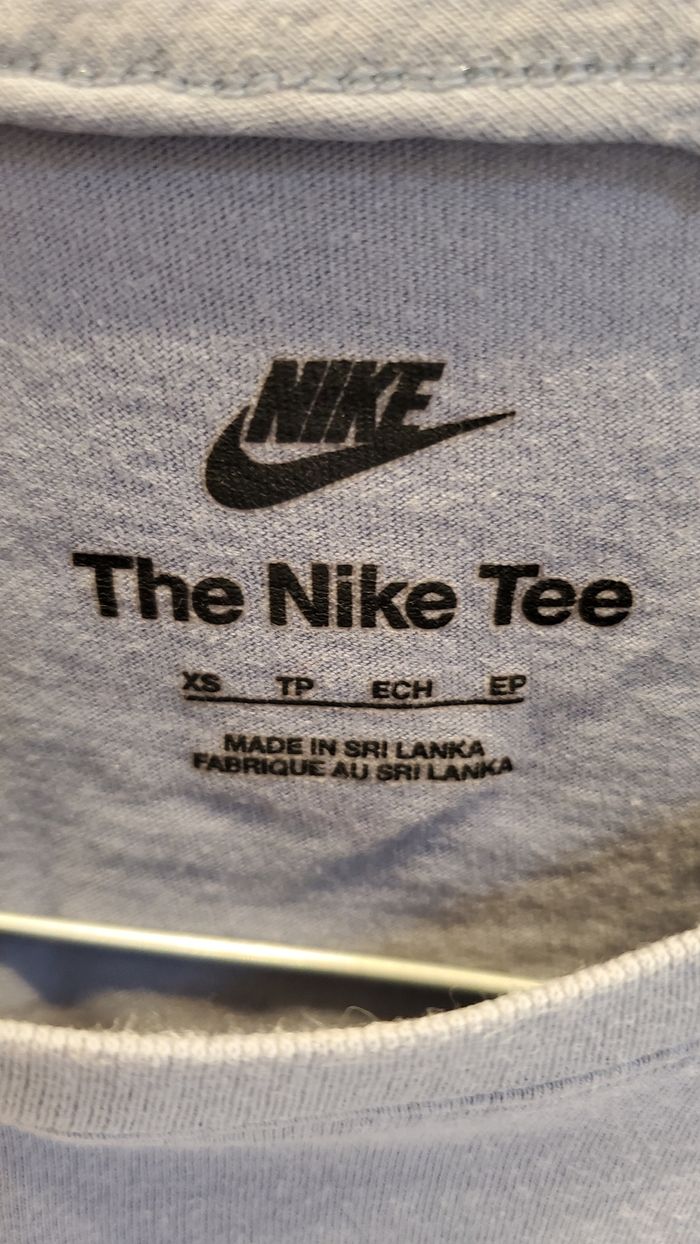 NIKE
The Nike Tee
XS TP ECH EP
MADE IN SRI LANKA
FABRIQUE AU SRI LANKA